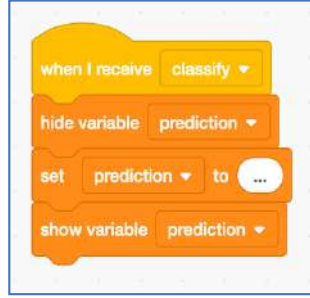 when I receive classify
hide variable prediction
set prediction to ...
show variable prediction